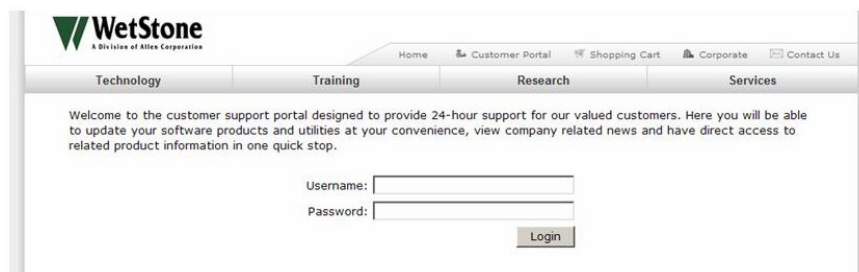 WetStone
A Division of Allen Corporation
Home Customer Portal Shopping Cart Corporate Contact Us
Technology Training Research Services
Welcome to the customer support portal designed to provide 24-hour support for our valued customers. Here you will be able
to update your software products and utilities at your convenience, view company related news and have direct access to
related product information in one quick stop.
Username:
Password:
Login